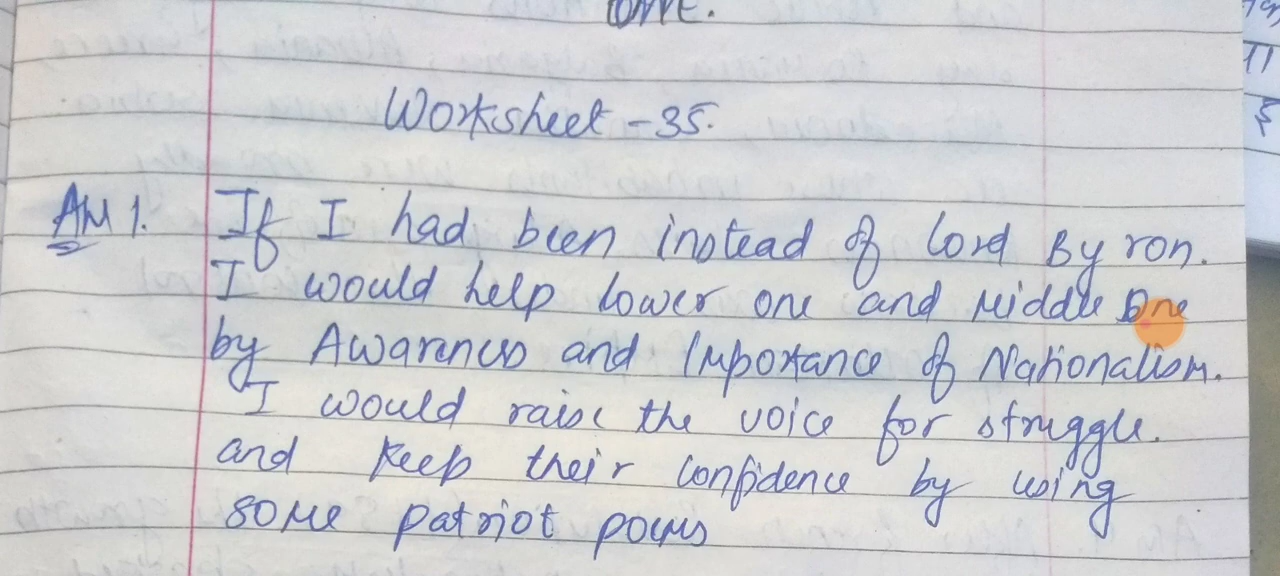 Worksheet - 35.
Ans 1. If I had been instead of Lord Byron.
I would help lower one and Middle One
by Awareness and Importance of Nationalism.
I would raise the voice for struggle.
and Keep their confidence by using
some patriot poems